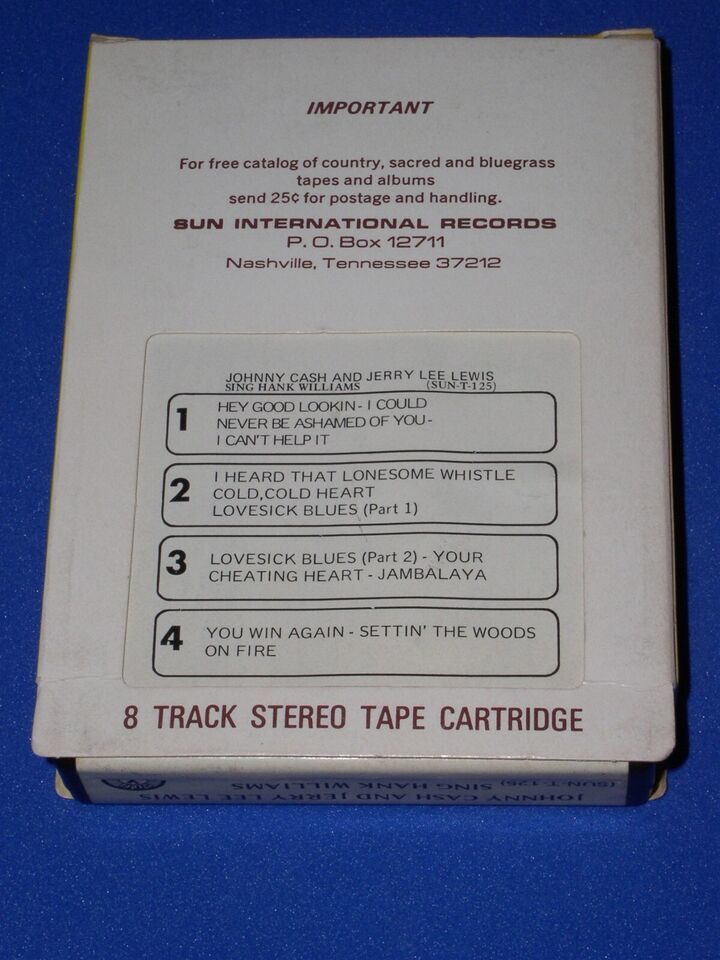 IMPORTANT
For free catalog of country, sacred and bluegrass
tapes and albums
send 25¢ for postage and handling.
SUN INTERNATIONAL RECORDS
P. O. Box 12711
Nashville, Tennessee 37212
JOHNNY CASH AND JERRY LEE LEWIS
SING HANK WILLIAMS (SUN-T-125)
1
HEY GOOD LOOKIN - I COULD
NEVER BE ASHAMED OF YOU -
I CAN'T HELP IT
2
I HEARD THAT LONESOME WHISTLE
COLD,COLD HEART
LOVESICK BLUES (Part 1)
3
LOVESICK BLUES (Part 2) - YOUR
CHEATING HEART - JAMBALAYA
4
YOU WIN AGAIN - SETTIN' THE WOODS
ON FIRE
8 TRACK STEREO TAPE CARTRIDGE
JOHNNY CASH AND JERRY LEE LEWIS
(SUN-T-125) SING HANK WILLIAMS